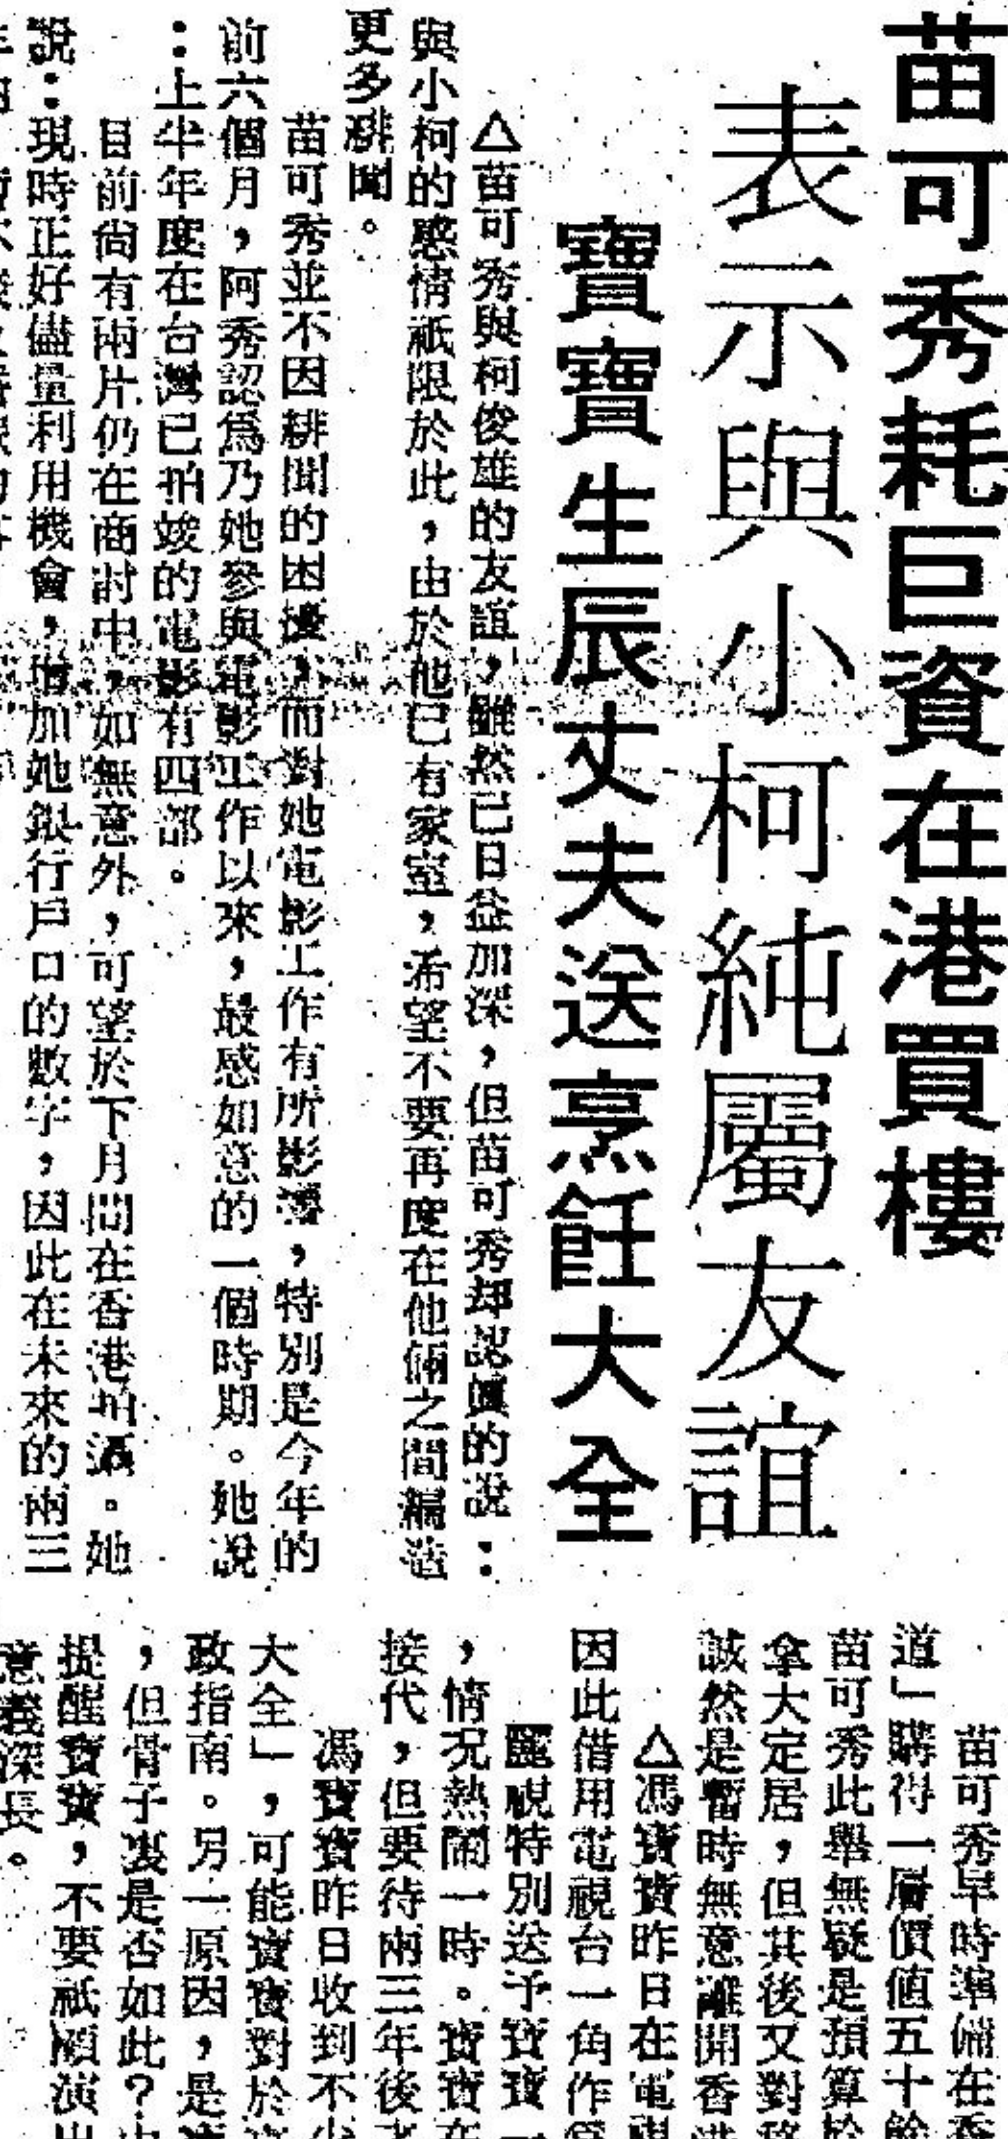 苗可秀耗巨資在港買樓
表示與小柯純屬友誼
寶寶生辰丈夫送烹飪大全
△苗可秀與柯俊雄的友誼，雖然已日益加深，但苗可秀却認真的說：
與小柯的感情祇限於此，由於他已有家室，希望不要再度在他倆之間編造
更多緋聞。
苗可秀並不因緋聞的困擾，而對她電影工作有所影響，特別是今年的
前六個月，阿秀認為乃她參與電影工作以來，最感如意的一個時期。她說
：上半年度在台灣已拍竣的電影有四部。
目前尙有兩片仍在商討中，如無意外，可望於下月間在香港拍攝。她
說：現時正好儘量利用機會，增加她銀行戶口的數字，因此在未來的兩三
苗可秀早時準備在香
道」購得一層價值五十餘
苗可秀此舉無疑是預算於
拿大定居，但其後又對移
誠然是暫時無意離開香港
△馮寶寶昨日在電視
因此借用電視台一角作為
麗視特別送予寶寶一
，情況熱鬧一時。寶寶在
接代，但要待兩三年後才
馮寶寶昨日收到不少
大全」，可能寶寶對於
政指南。另一原因，是
，但骨子裏是否如此？
提醒寶寶，不要祇顧演出
意義深長。